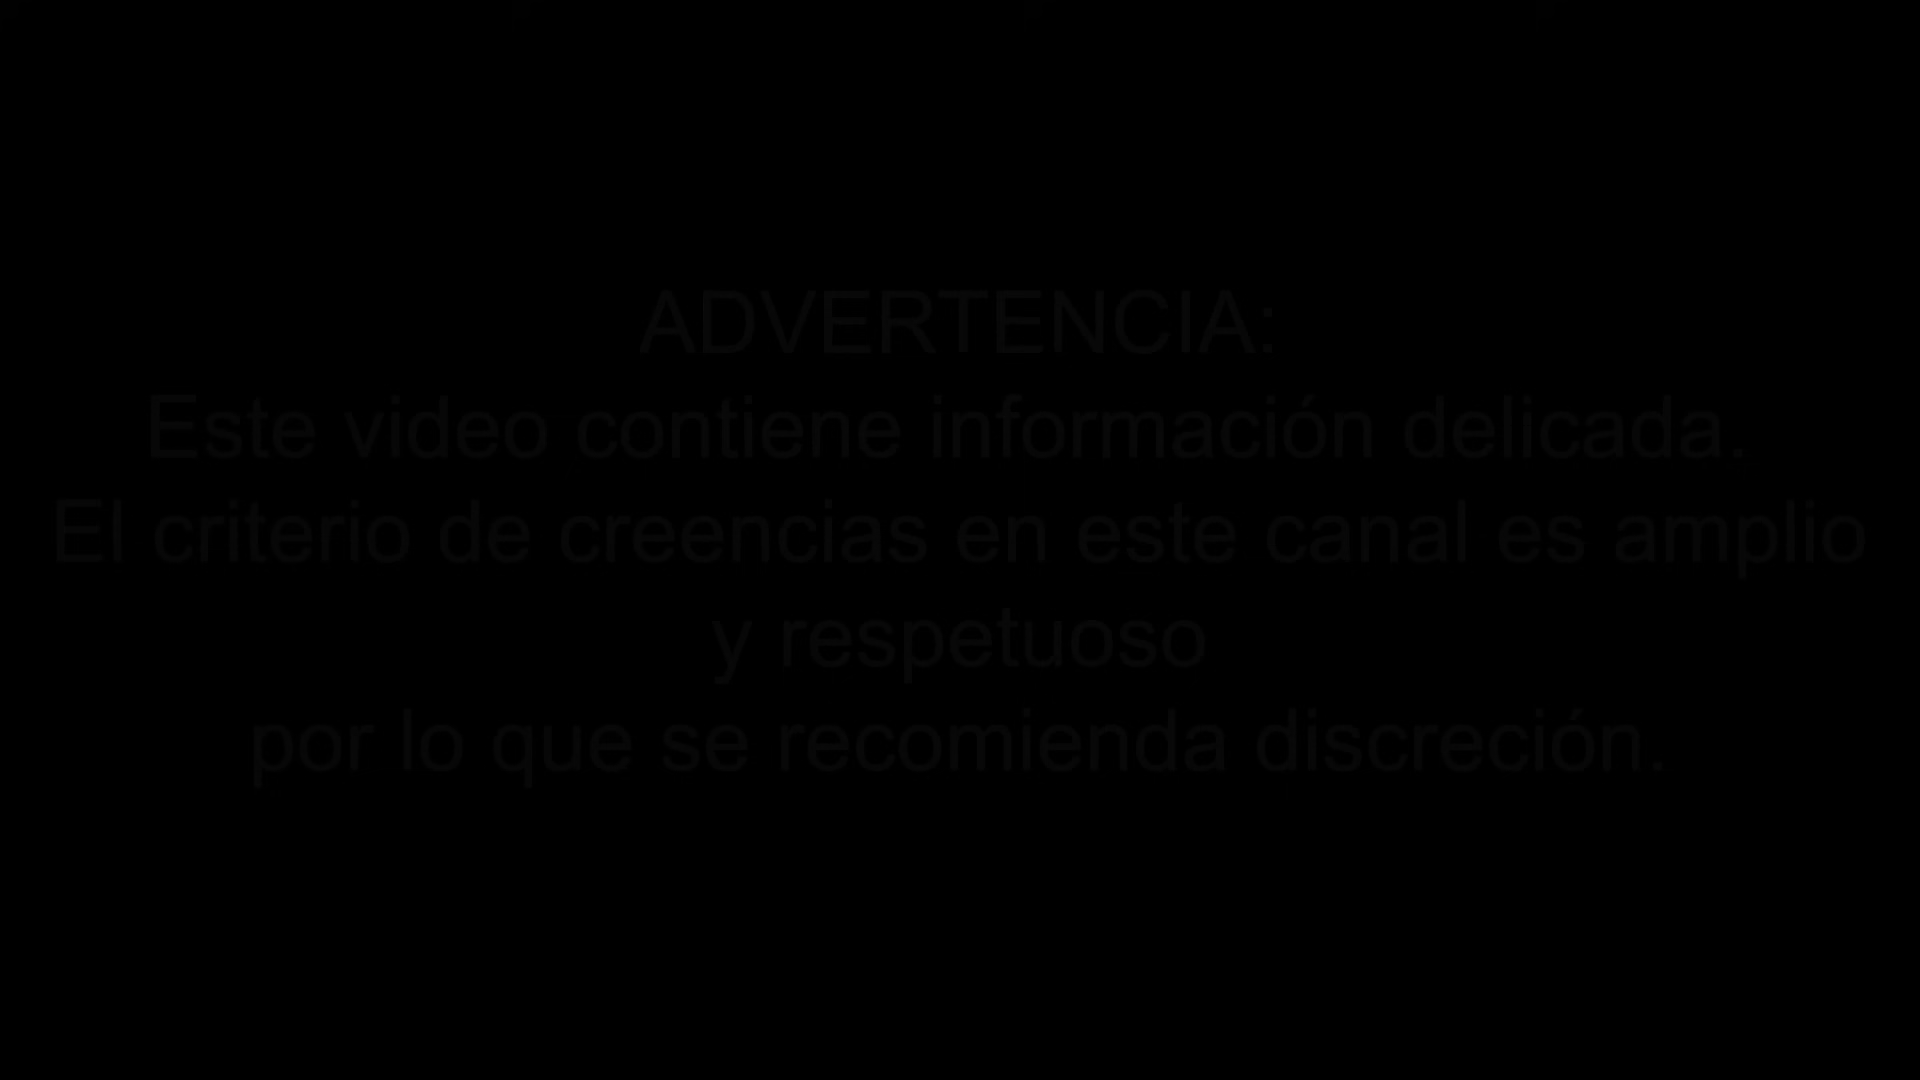 ADVERTENCIA:
Este video contiene información delicada.
El criterio de creencias en este canal es amplio
y respetuoso
por lo que se recomienda discreción.